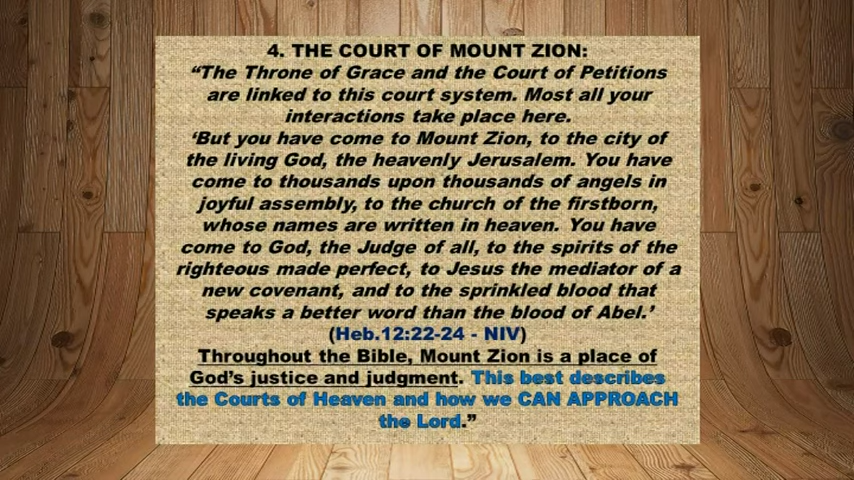 4. THE COURT OF MOUNT ZION:
“The Throne of Grace and the Court of Petitions
are linked to this court system. Most all your
interactions take place here.
‘But you have come to Mount Zion, to the city of
the living God, the heavenly Jerusalem. You have
come to thousands upon thousands of angels in
joyful assembly, to the church of the firstborn,
whose names are written in heaven. You have
come to God, the Judge of all, to the spirits of the
righteous made perfect, to Jesus the mediator of a
new covenant, and to the sprinkled blood that
speaks a better word than the blood of Abel.’
(Heb.12:22-24 - NIV)
Throughout the Bible, Mount Zion is a place of
God’s justice and judgment. This best describes
the Courts of Heaven and how we CAN APPROACH
the Lord.”